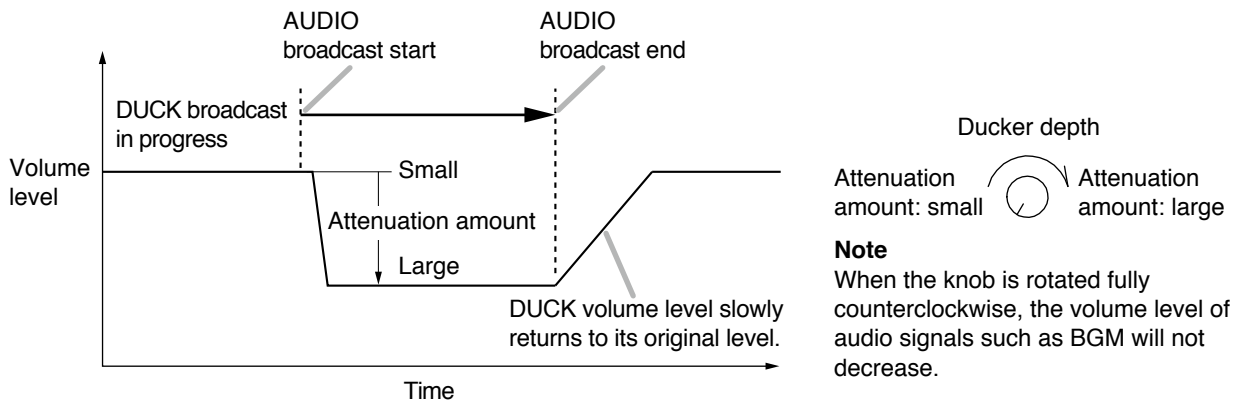 AUDIO
broadcast start
AUDIO
broadcast end
DUCK broadcast
in progress
Volume
level
Small
Attenuation amount
Large
DUCK volume level slowly
returns to its original level.
Time
Ducker depth
Attenuation
amount: small
Attenuation
amount: large
Note
When the knob is rotated fully
counterclockwise, the volume level of
audio signals such as BGM will not
decrease.